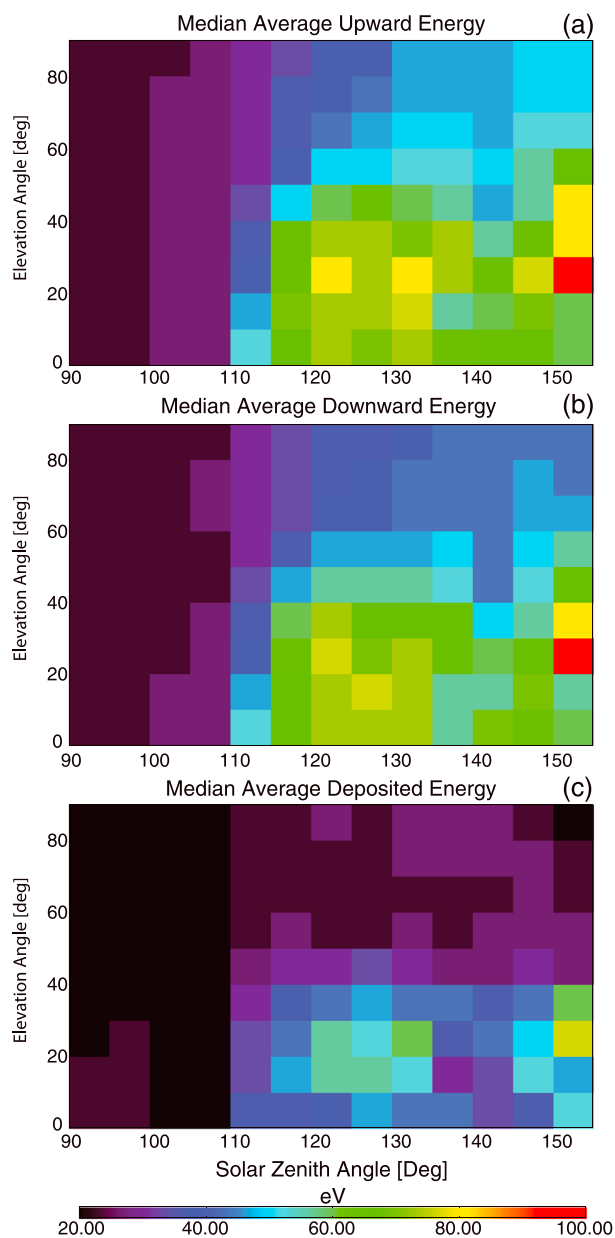 Median Average Upward Energy (a)
Elevation Angle [deg]
80
60
40
20
0
90 100 110 120 130 140 150
Median Average Downward Energy (b)
Elevation Angle [deg]
80
60
40
20
0
90 100 110 120 130 140 150
Median Average Deposited Energy (c)
Elevation Angle [deg]
80
60
40
20
0
90 100 110 120 130 140 150
Solar Zenith Angle [Deg]
eV
20.00 40.00 60.00 80.00 100.00